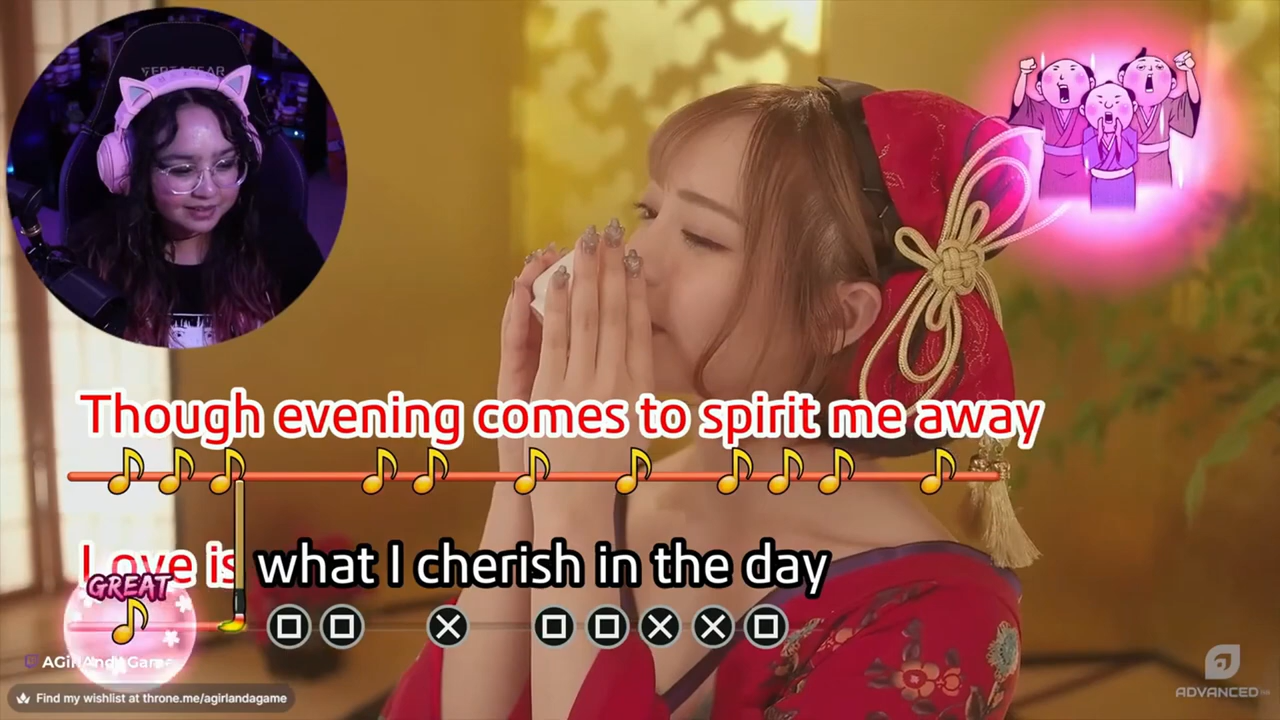 VERTAGEAR
Though evening comes to spirit me away
Love is what I cherish in the day
GREAT
Find my wishlist at throne.me/agirlandagame
ADVANCED